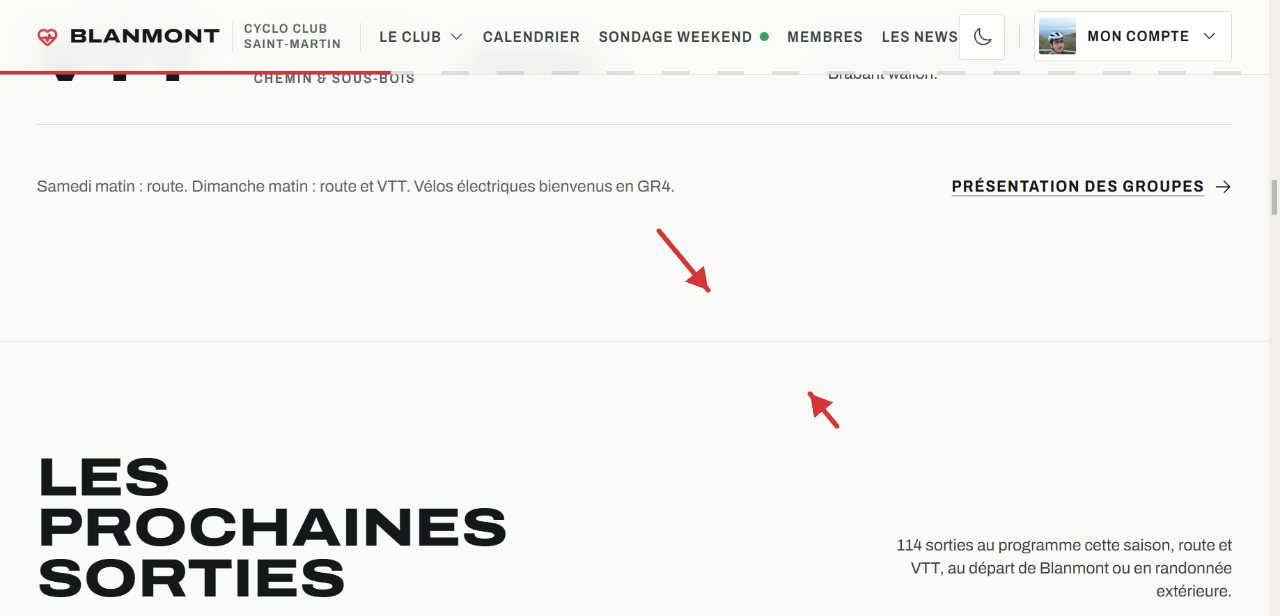 BLANMONT
CYCLO CLUB
SAINT-MARTIN
LE CLUB
CALENDRIER
SONDAGE WEEKEND
MEMBRES
LES NEWS
MON COMPTE
VTT
CHEMIN & SOUS-BOIS
Brabant wallon.
Samedi matin : route. Dimanche matin : route et VTT. Vélos électriques bienvenus en GR4.
PRÉSENTATION DES GROUPES
LES
PROCHAINES
SORTIES
114 sorties au programme cette saison, route et
VTT, au départ de Blanmont ou en randonnée
extérieure.